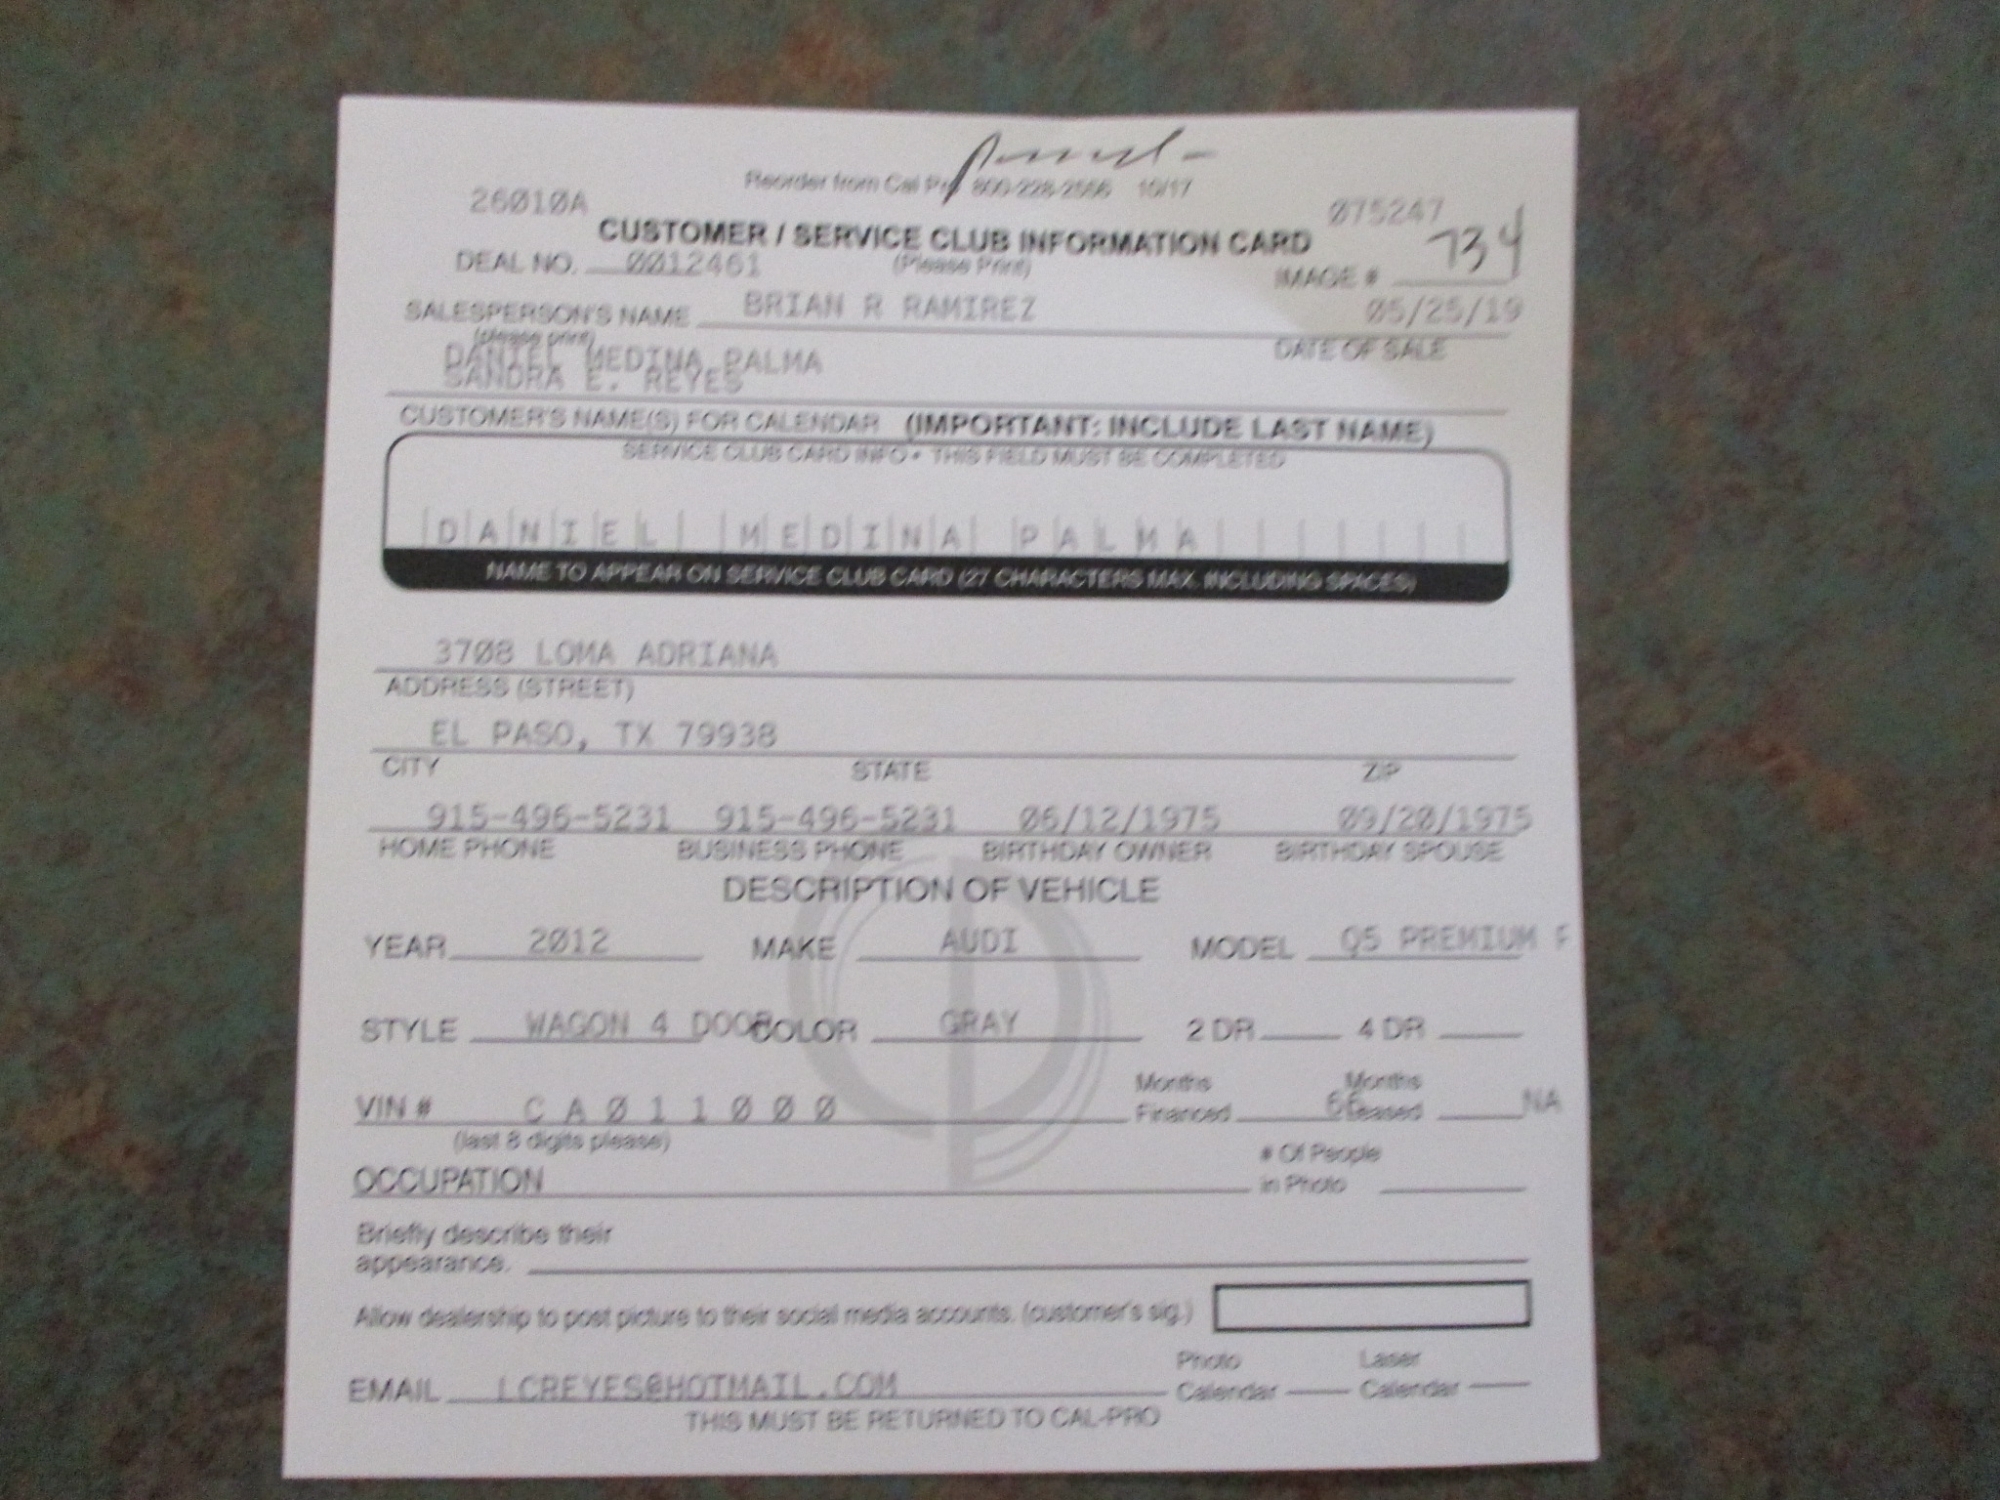 Reorder from Cal Pro 800-228-2556 10/17
26010A 075247
CUSTOMER / SERVICE CLUB INFORMATION CARD
DEAL NO. 0012461 (Please Print) IMAGE # 734
SALESPERSON'S NAME BRIAN R RAMIREZ 05/25/19
(please print) DATE OF SALE
DANIEL MEDINA PALMA
SANDRA E. REYES
CUSTOMER'S NAME(S) FOR CALENDAR (IMPORTANT: INCLUDE LAST NAME)
SERVICE CLUB CARD INFO • THIS FIELD MUST BE COMPLETED
DANIEL MEDINA PALMA
NAME TO APPEAR ON SERVICE CLUB CARD (27 CHARACTERS MAX. INCLUDING SPACES)
3708 LOMA ADRIANA
ADDRESS (STREET)
EL PASO, TX 79938
CITY STATE ZIP
915-496-5231 915-496-5231 06/12/1975 09/20/1975
HOME PHONE BUSINESS PHONE BIRTHDAY OWNER BIRTHDAY SPOUSE
DESCRIPTION OF VEHICLE
YEAR 2012 MAKE AUDI MODEL Q5 PREMIUM P
STYLE WAGON 4 DOOR COLOR GRAY 2 DR 4 DR
VIN # CA011000 Months Financed Months Leased NA
(last 8 digits please)
OCCUPATION # Of People in Photo
Briefly describe their
appearance.
Allow dealership to post picture to their social media accounts. (customer's sig.)
EMAIL LCREYES@HOTMAIL.COM Photo Calendar Laser Calendar
THIS MUST BE RETURNED TO CAL-PRO